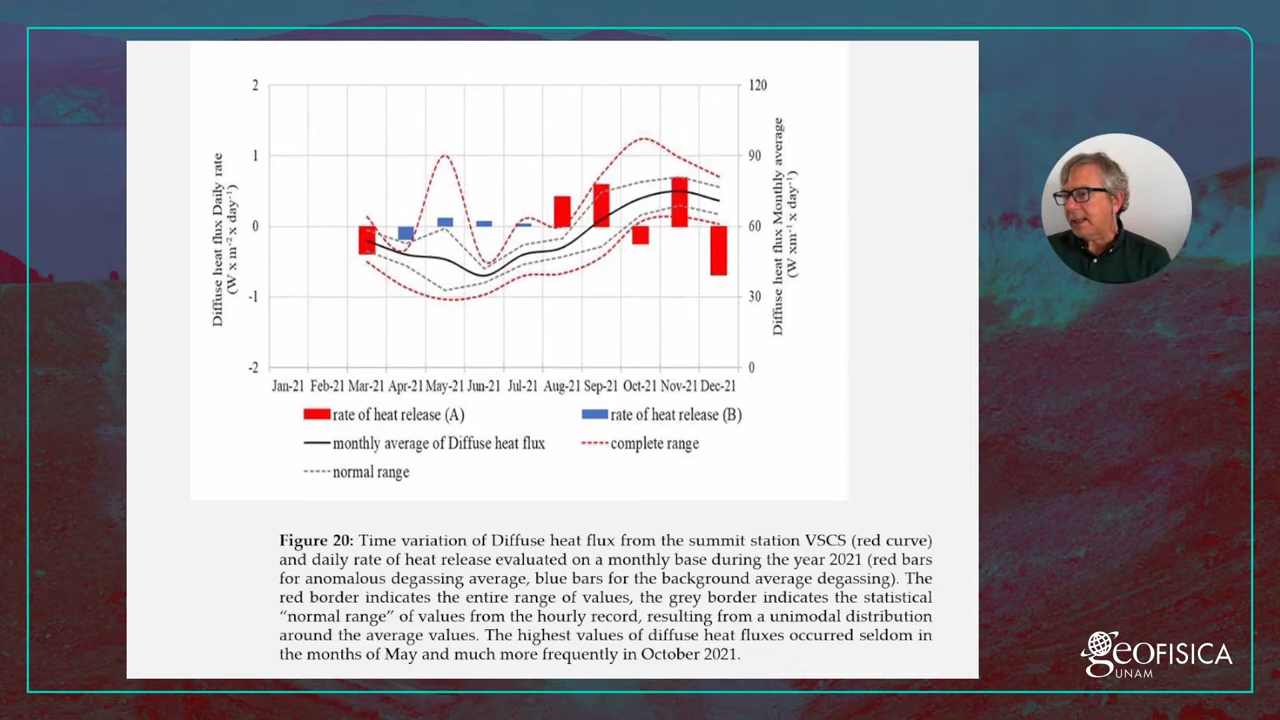 2
1
0
-1
-2
Diffuse heat flux Daily rate
(W x m⁻² x day⁻¹)
120
90
60
30
0
Diffuse heat flux Monthly average
(W xm⁻¹ x day⁻¹)
Jan-21 Feb-21 Mar-21 Apr-21 May-21 Jun-21 Jul-21 Aug-21 Sep-21 Oct-21 Nov-21 Dec-21
rate of heat release (A) rate of heat release (B)
monthly average of Diffuse heat flux complete range
normal range
Figure 20: Time variation of Diffuse heat flux from the summit station VSCS (red curve)
and daily rate of heat release evaluated on a monthly base during the year 2021 (red bars
for anomalous degassing average, blue bars for the background average degassing). The
red border indicates the entire range of values, the grey border indicates the statistical
“normal range” of values from the hourly record, resulting from a unimodal distribution
around the average values. The highest values of diffuse heat fluxes occurred seldom in
the months of May and much more frequently in October 2021.
GEOFISICA
UNAM